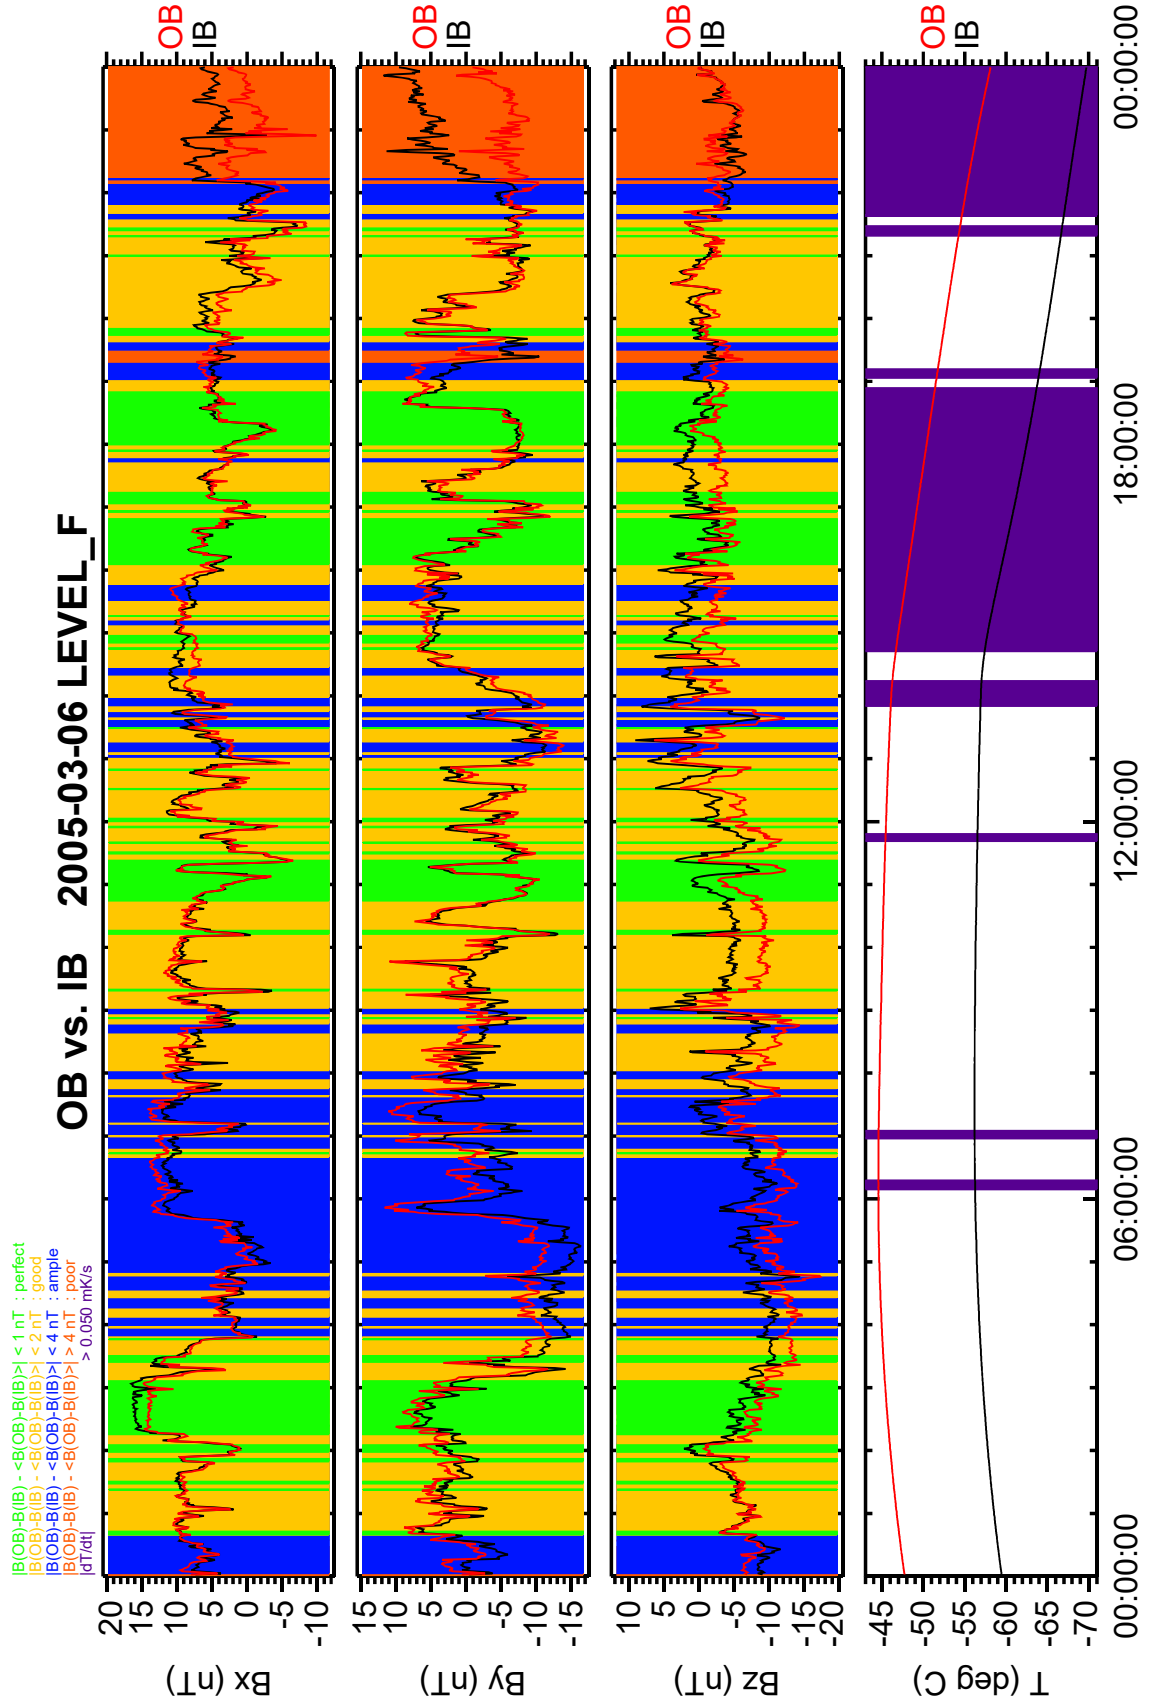 |B(OB)-B(IB) - <B(OB)-B(IB)>| < 1 nT : perfect
|B(OB)-B(IB) - <B(OB)-B(IB)>| < 2 nT : good
|B(OB)-B(IB) - <B(OB)-B(IB)>| < 4 nT : ample
|B(OB)-B(IB) - <B(OB)-B(IB)>| > 4 nT : poor
|dT/dt| > 0.050 mK/s
OB vs. IB 2005-03-06 LEVEL_F
Bx (nT)
20
15
10
5
0
-5
-10
OB
IB
By (nT)
15
10
5
0
-5
-10
-15
OB
IB
Bz (nT)
10
5
0
-5
-10
-15
-20
OB
IB
T (deg C)
-45
-50
-55
-60
-65
-70
OB
IB
00:00:00
06:00:00
12:00:00
18:00:00
00:00:00